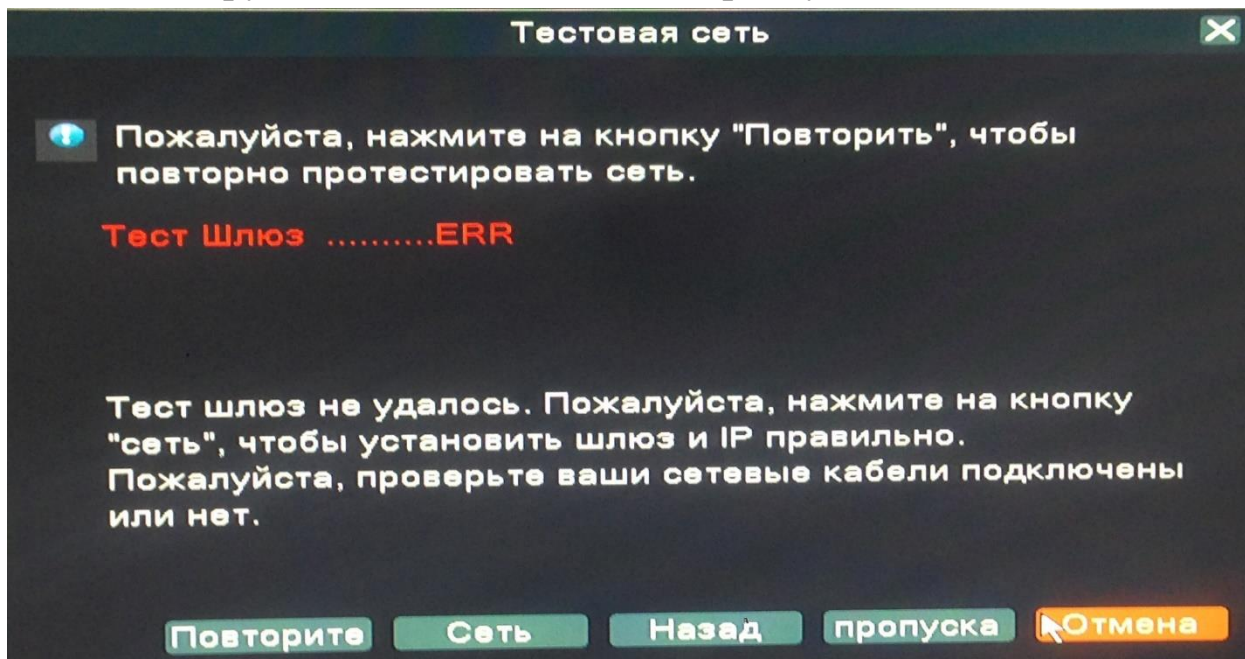 Тестовая сеть
Пожалуйста, нажмите на кнопку "Повторить", чтобы
повторно протестировать сеть.
Тест Шлюз ..........ERR
Тест шлюз не удалось. Пожалуйста, нажмите на кнопку
"сеть", чтобы установить шлюз и IP правильно.
Пожалуйста, проверьте ваши сетевые кабели подключены
или нет.
Повторите Сеть Назад пропуска Отмена